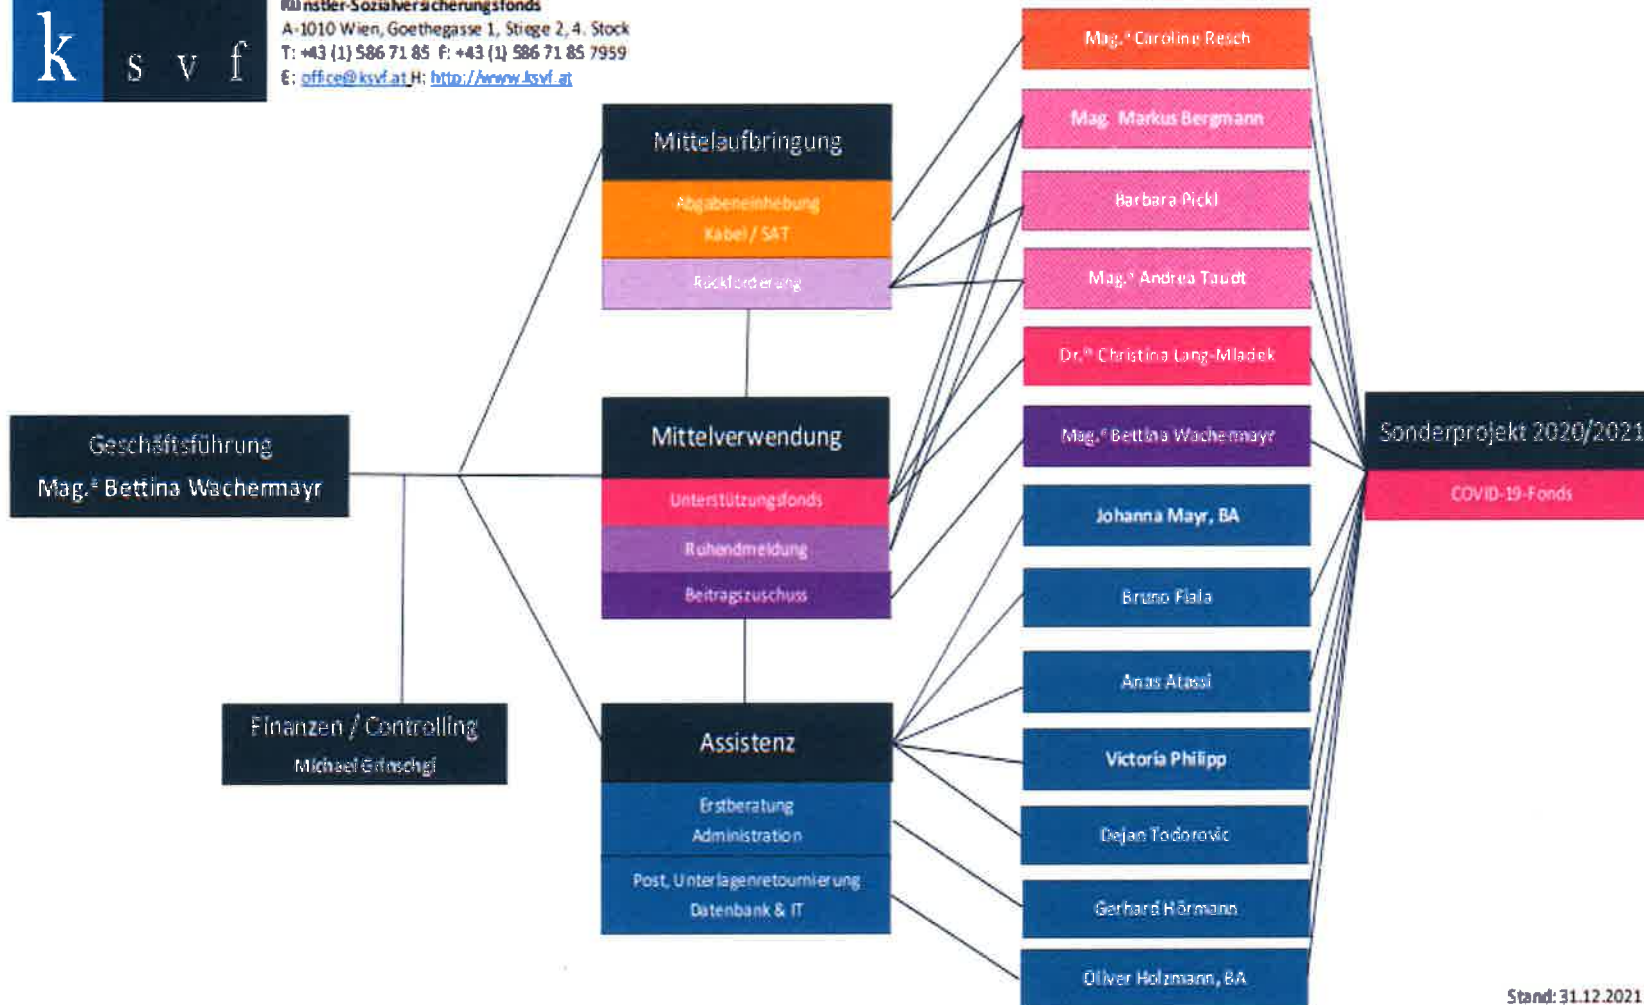 k s v f
Künstler-Sozialversicherungsfonds
A-1010 Wien, Goethegasse 1, Stiege 2, 4. Stock
T: +43 (1) 586 71 85 F: +43 (1) 586 71 85 7959
E: office@ksvf.at H: http://www.ksvf.at
Geschäftsführung
Mag.ª Bettina Wachermayr
Finanzen / Controlling
Michael Grinschgl
Mittelaufbringung
Abgabeneinhebung
Kabel / SAT
Rückforderung
Mittelverwendung
Unterstützungsfonds
Ruhendmeldung
Beitragszuschuss
Assistenz
Erstberatung
Administration
Post, Unterlagenretournierung
Datenbank & IT
Mag.ª Caroline Resch
Mag. Markus Bergmann
Barbara Pickl
Mag.ª Andrea Taudt
Dr.ⁱⁿ Christina Lang-Mladek
Mag.ª Bettina Wachermayr
Johanna Mayr, BA
Bruno Fiala
Anas Atassi
Victoria Philipp
Dejan Todorovic
Gerhard Hörmann
Oliver Holzmann, BA
Sonderprojekt 2020/2021
COVID-19-Fonds
Stand: 31.12.2021